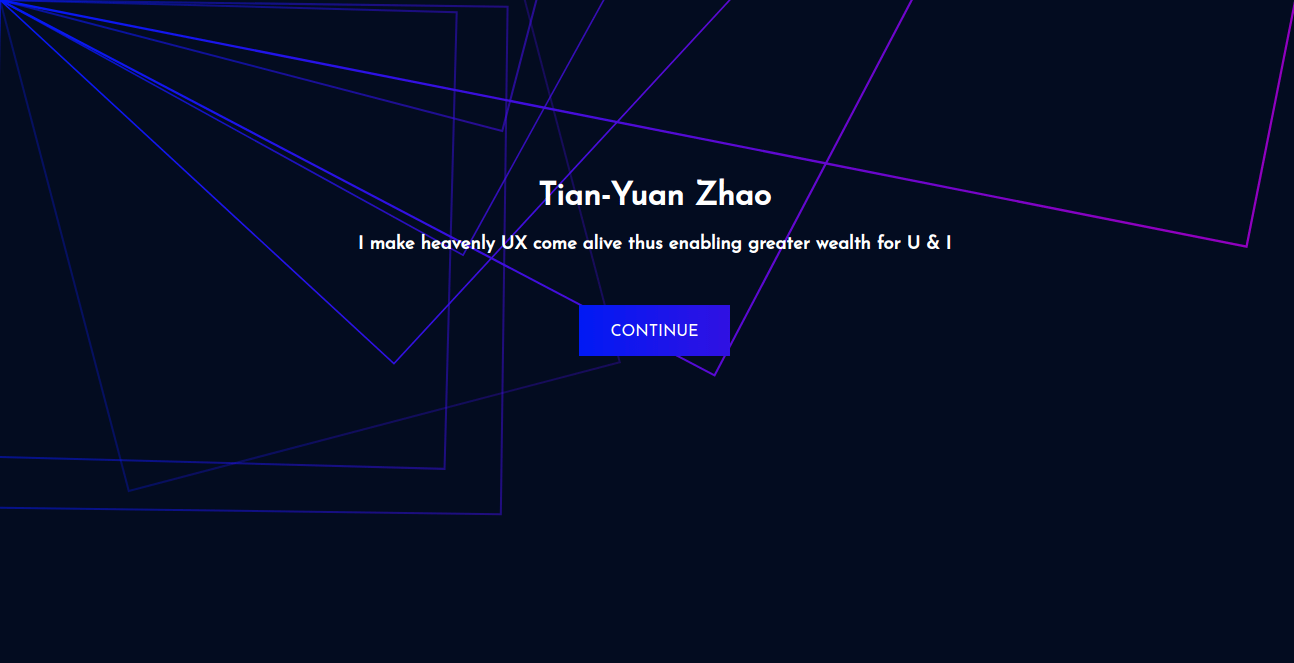 Tian-Yuan Zhao
I make heavenly UX come alive thus enabling greater wealth for U & I
CONTINUE